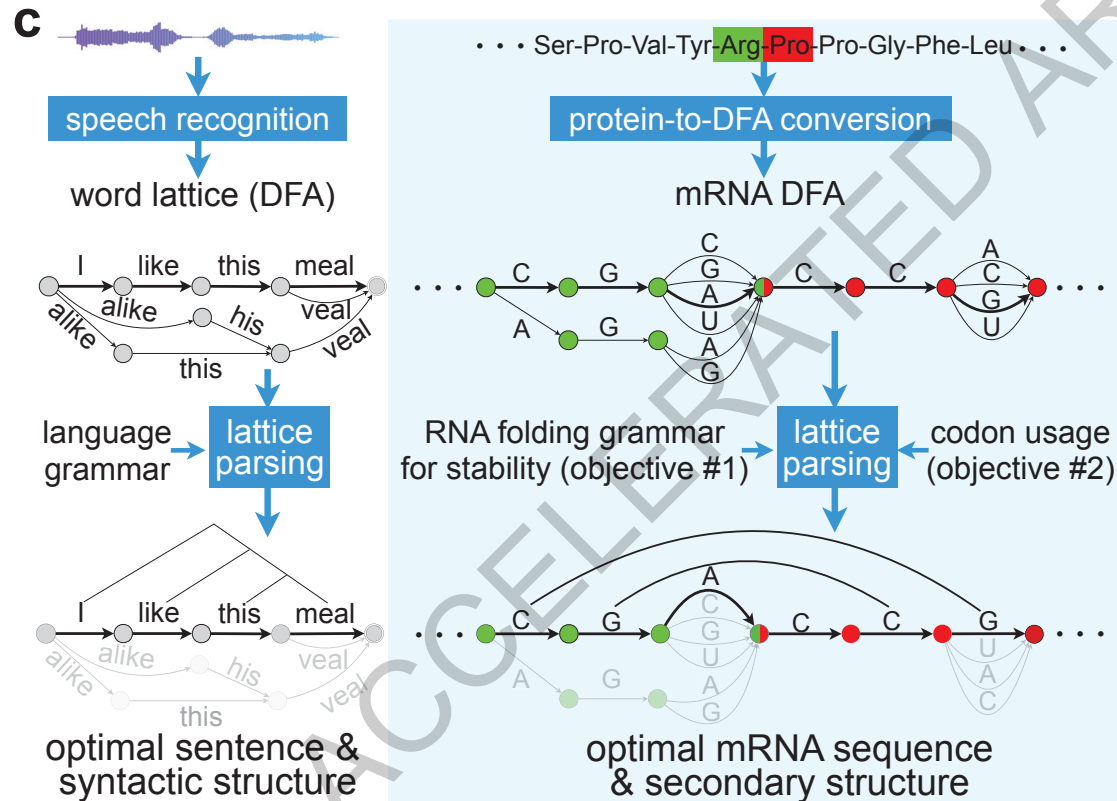 c
· · · Ser-Pro-Val-Tyr-Arg-Pro-Pro-Gly-Phe-Leu · · ·
speech recognition
protein-to-DFA conversion
word lattice (DFA)
mRNA DFA
I like this meal
alike his veal
alike this veal
· · · C G C G A U C C A C G U · · ·
A G A G
language grammar
lattice parsing
RNA folding grammar
for stability (objective #1)
lattice parsing
codon usage
(objective #2)
I like this meal
alike his veal
alike this veal
· · · C G A C G U C C G U A C · · ·
A G A G
optimal sentence &
syntactic structure
optimal mRNA sequence
& secondary structure
ACCELERATED AR